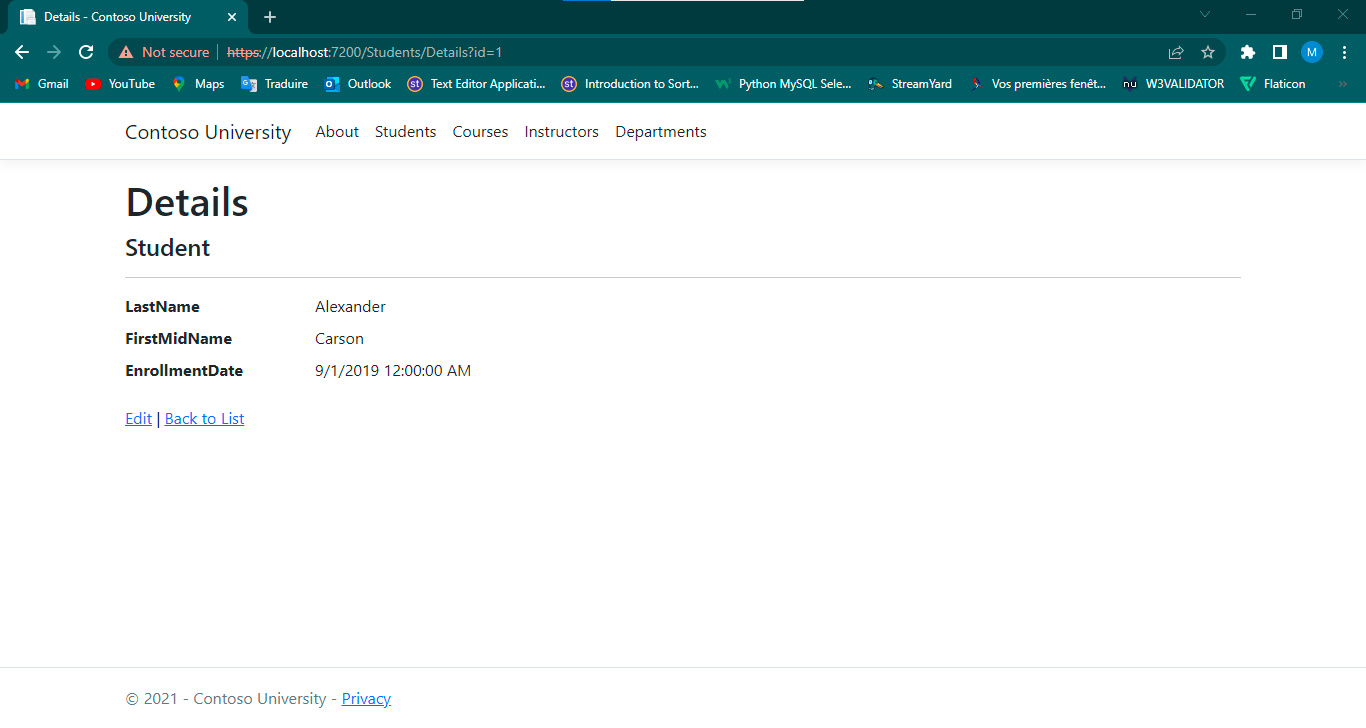 Details - Contoso University
Not secure https://localhost:7200/Students/Details?id=1 M
Gmail YouTube Maps Traduire Outlook st Text Editor Applicati... st Introduction to Sort... Python MySQL Sele... StreamYard Vos premières fenêt... nu W3VALIDATOR Flaticon »
Contoso University About Students Courses Instructors Departments
Details
Student
LastName Alexander
FirstMidName Carson
EnrollmentDate 9/1/2019 12:00:00 AM
Edit | Back to List
© 2021 - Contoso University - Privacy